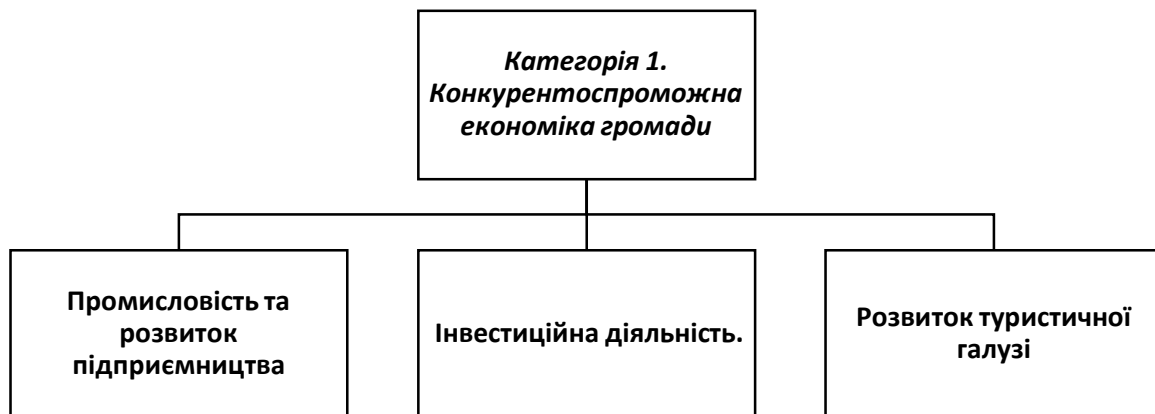 Категорія 1.
Конкурентоспроможна
економіка громади
Промисловість та
розвиток
підприємництва
Інвестиційна діяльність.
Розвиток туристичної
галузі